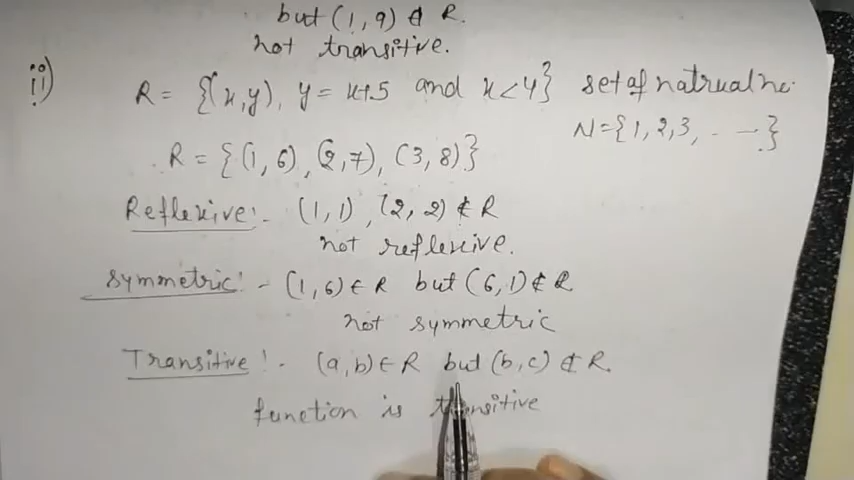 but (1, 9) ∉ R.
not transitive.
ii) R = {(x, y), y = x+5 and x < 4} set of natrual no.
N = {1, 2, 3, . . —. }
R = {(1, 6), (2, 7), (3, 8)}
Reflexive:- (1, 1), (2, 2) ∉ R
not reflexive.
Symmetric:- (1, 6) ∈ R but (6, 1) ∉ R
not symmetric
Transitive:- (a, b) ∈ R but (b, c) ∉ R.
function is transitive